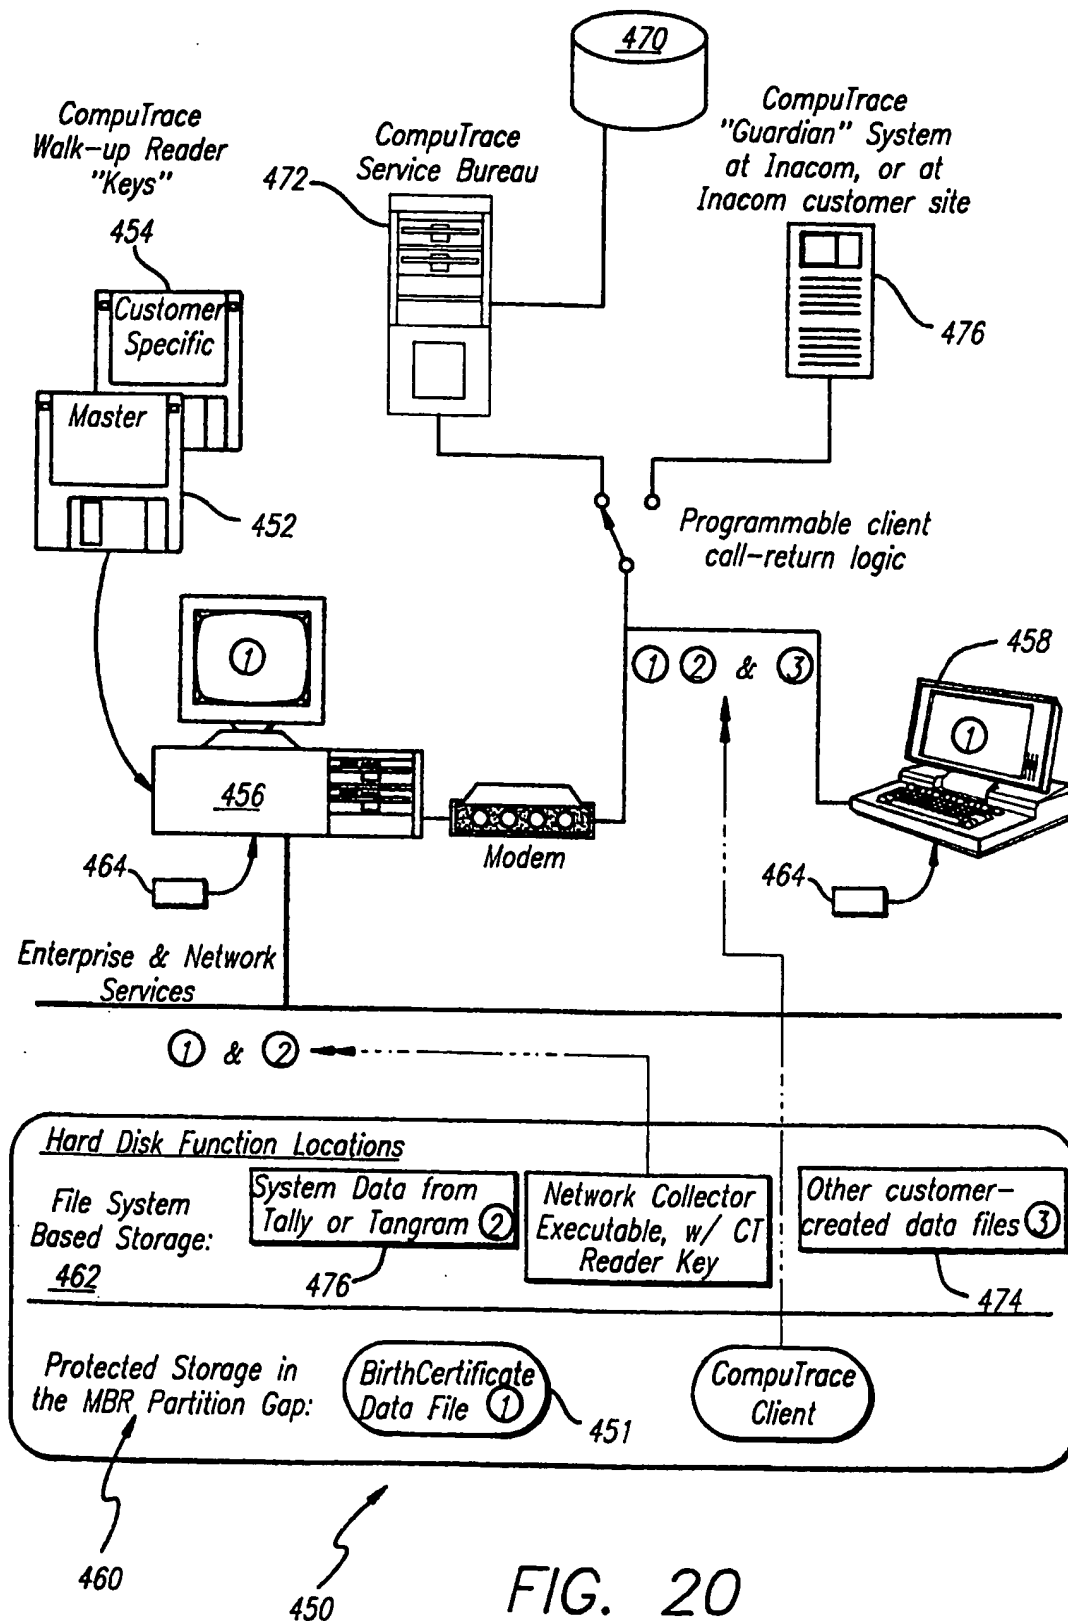 470
CompuTrace
Walk-up Reader
"Keys"
454
CompuTrace
Service Bureau
472
CompuTrace
"Guardian" System
at Inacom, or at
Inacom customer site
476
Customer
Specific
Master
452
Programmable client
call-return logic
1
1 2 & 3
458
1
456
Modem
464
464
Enterprise & Network
Services
1 & 2
Hard Disk Function Locations
File System
Based Storage:
462
System Data from
Tally or Tangram 2
476
Network Collector
Executable, w/ CT
Reader Key
Other customer-
created data files 3
474
Protected Storage in
the MBR Partition Gap:
BirthCertificate
Data File 1
451
CompuTrace
Client
460
450
FIG. 20